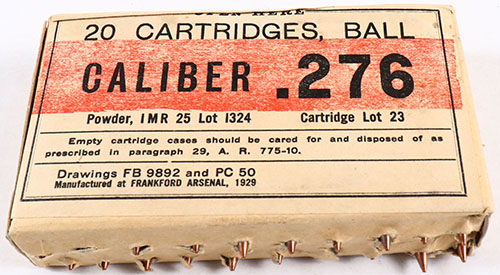 OPEN HERE
20 CARTRIDGES, BALL
CALIBER .276
Powder, IMR 25 Lot 1324 Cartridge Lot 23
Empty cartridge cases should be cared for and disposed of as
prescribed in paragraph 29, A. R. 775-10.
Drawings FB 9892 and PC 50
Manufactured at FRANKFORD ARSENAL, 1929